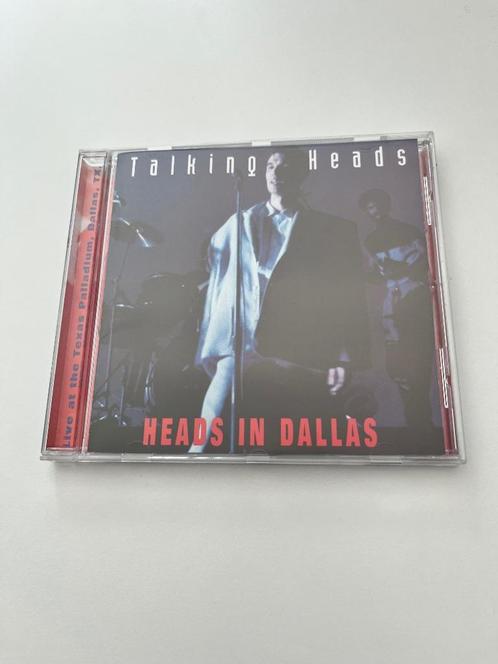 Talking Heads
HEADS IN DALLAS
Live at the Texas Palladium, Dallas, TX